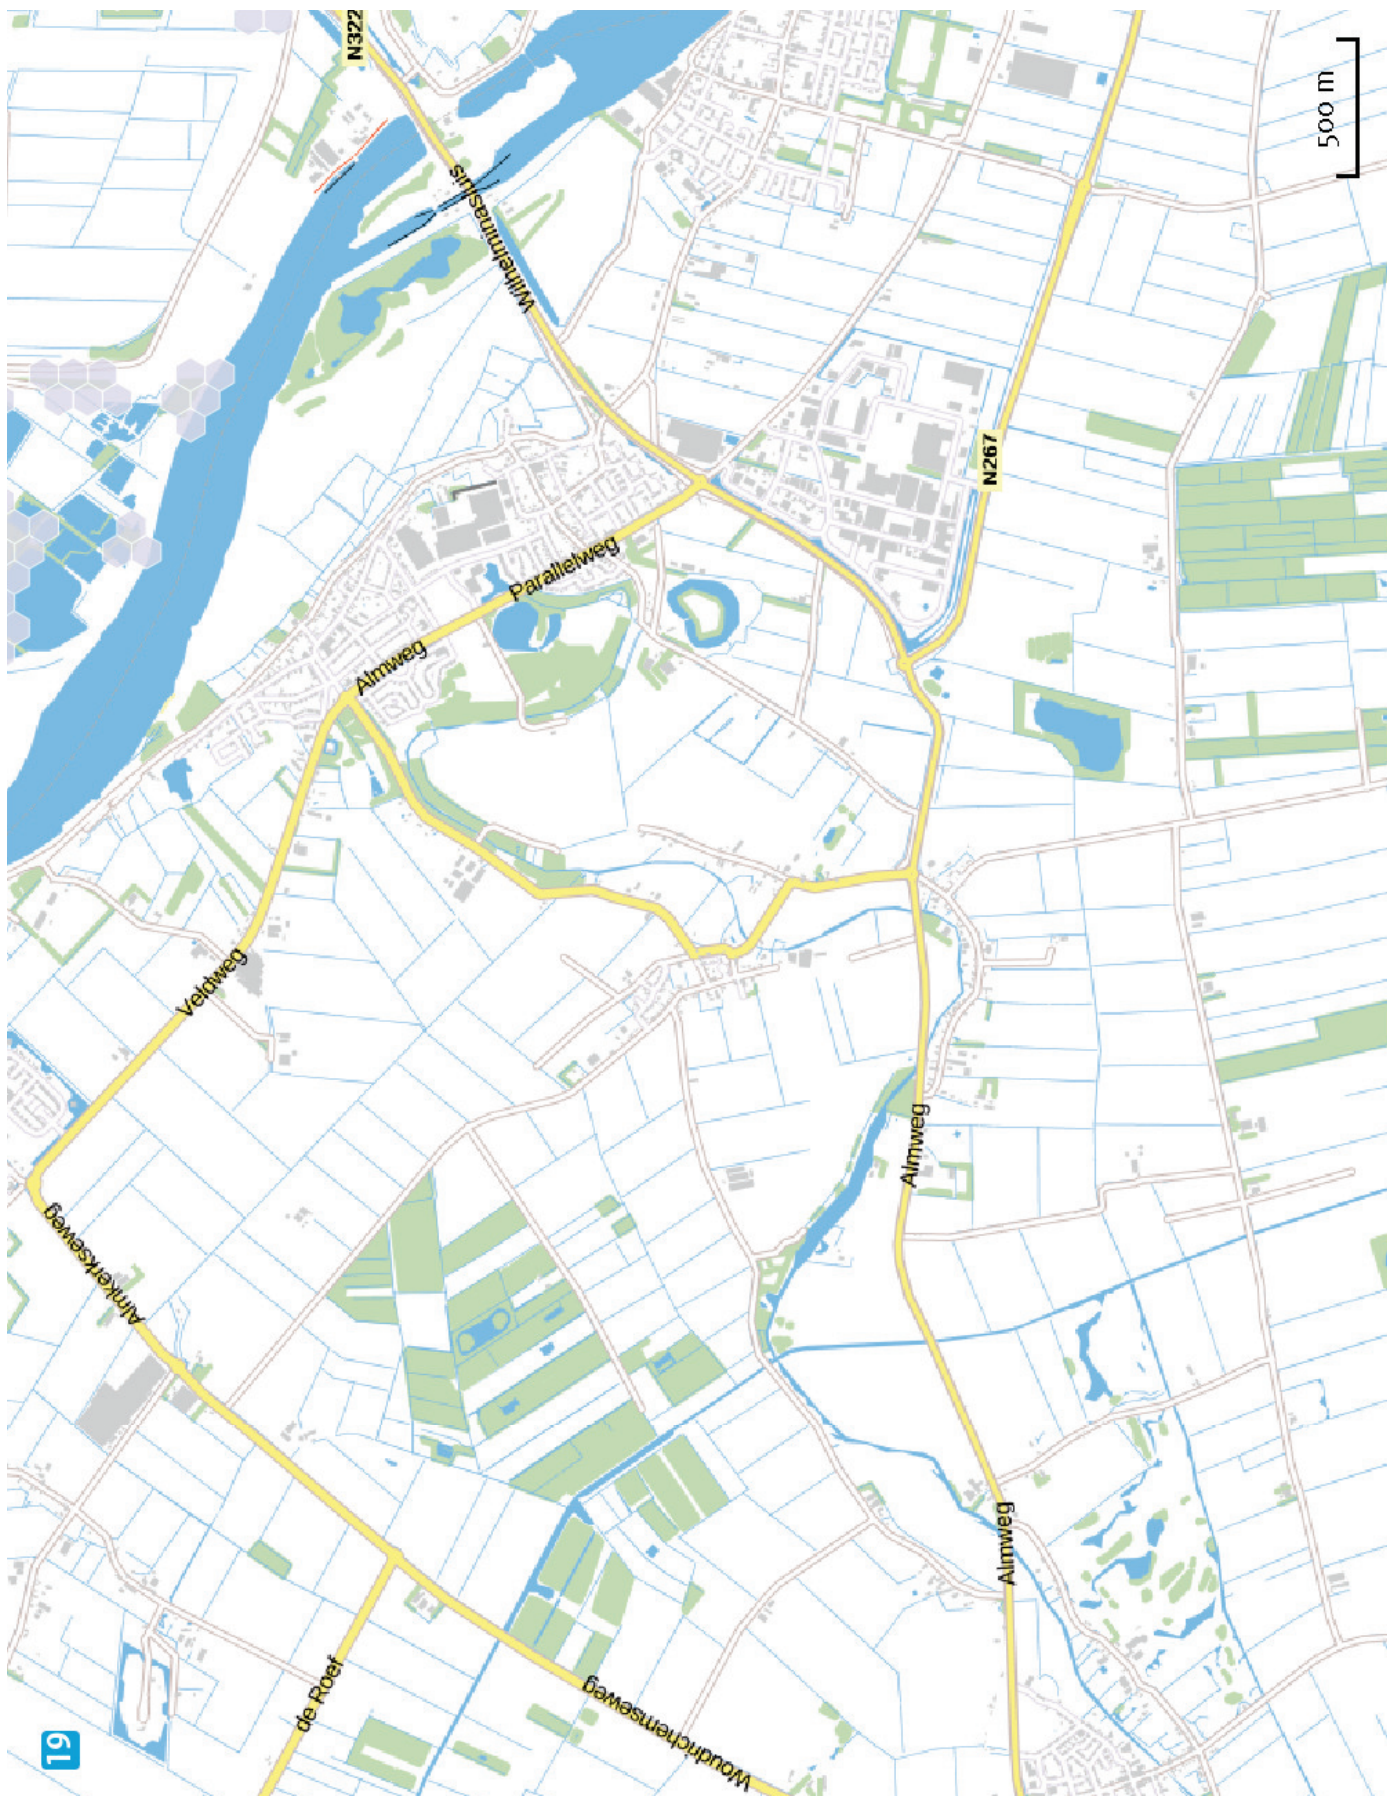 N322
500 m
Wilhelminasluis
N267
Parallelweg
Almweg
Veldweg
Almkerkseweg
Almweg
Almweg
de Roef
Woudrichemseweg
19